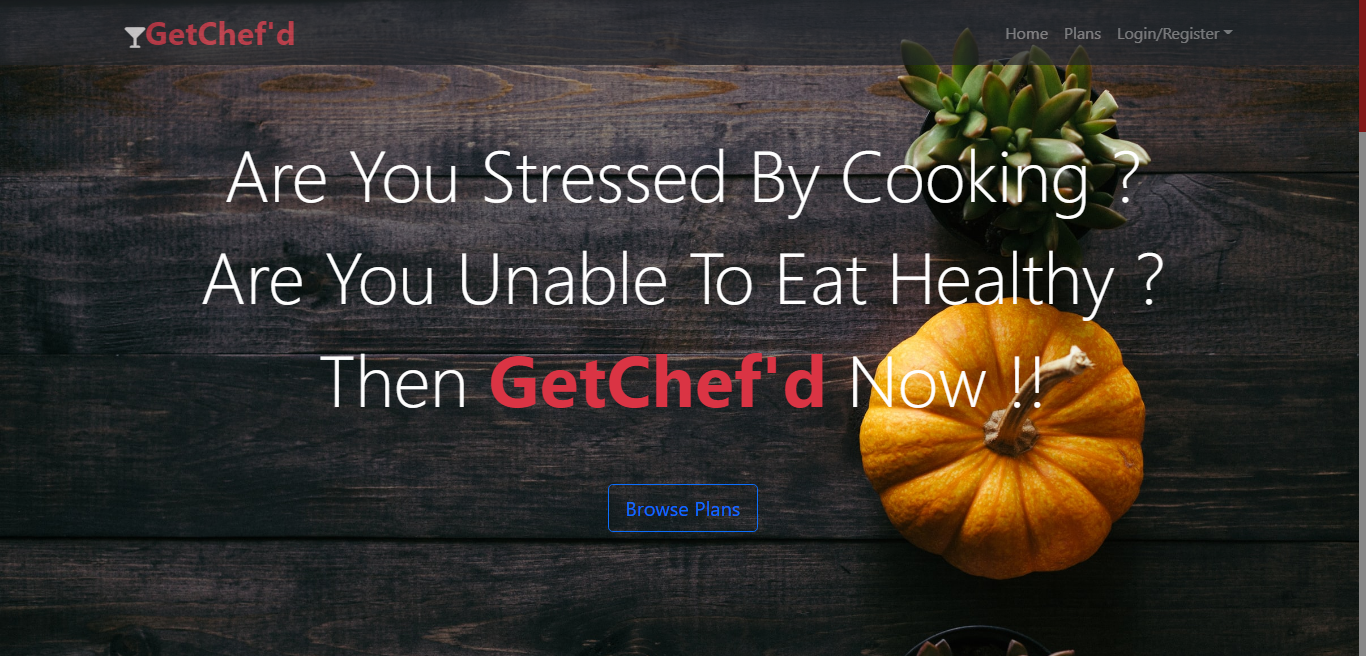 GetChef'd
Home Plans Login/Register
Are You Stressed By Cooking ?
Are You Unable To Eat Healthy ?
Then GetChef'd Now !!
Browse Plans